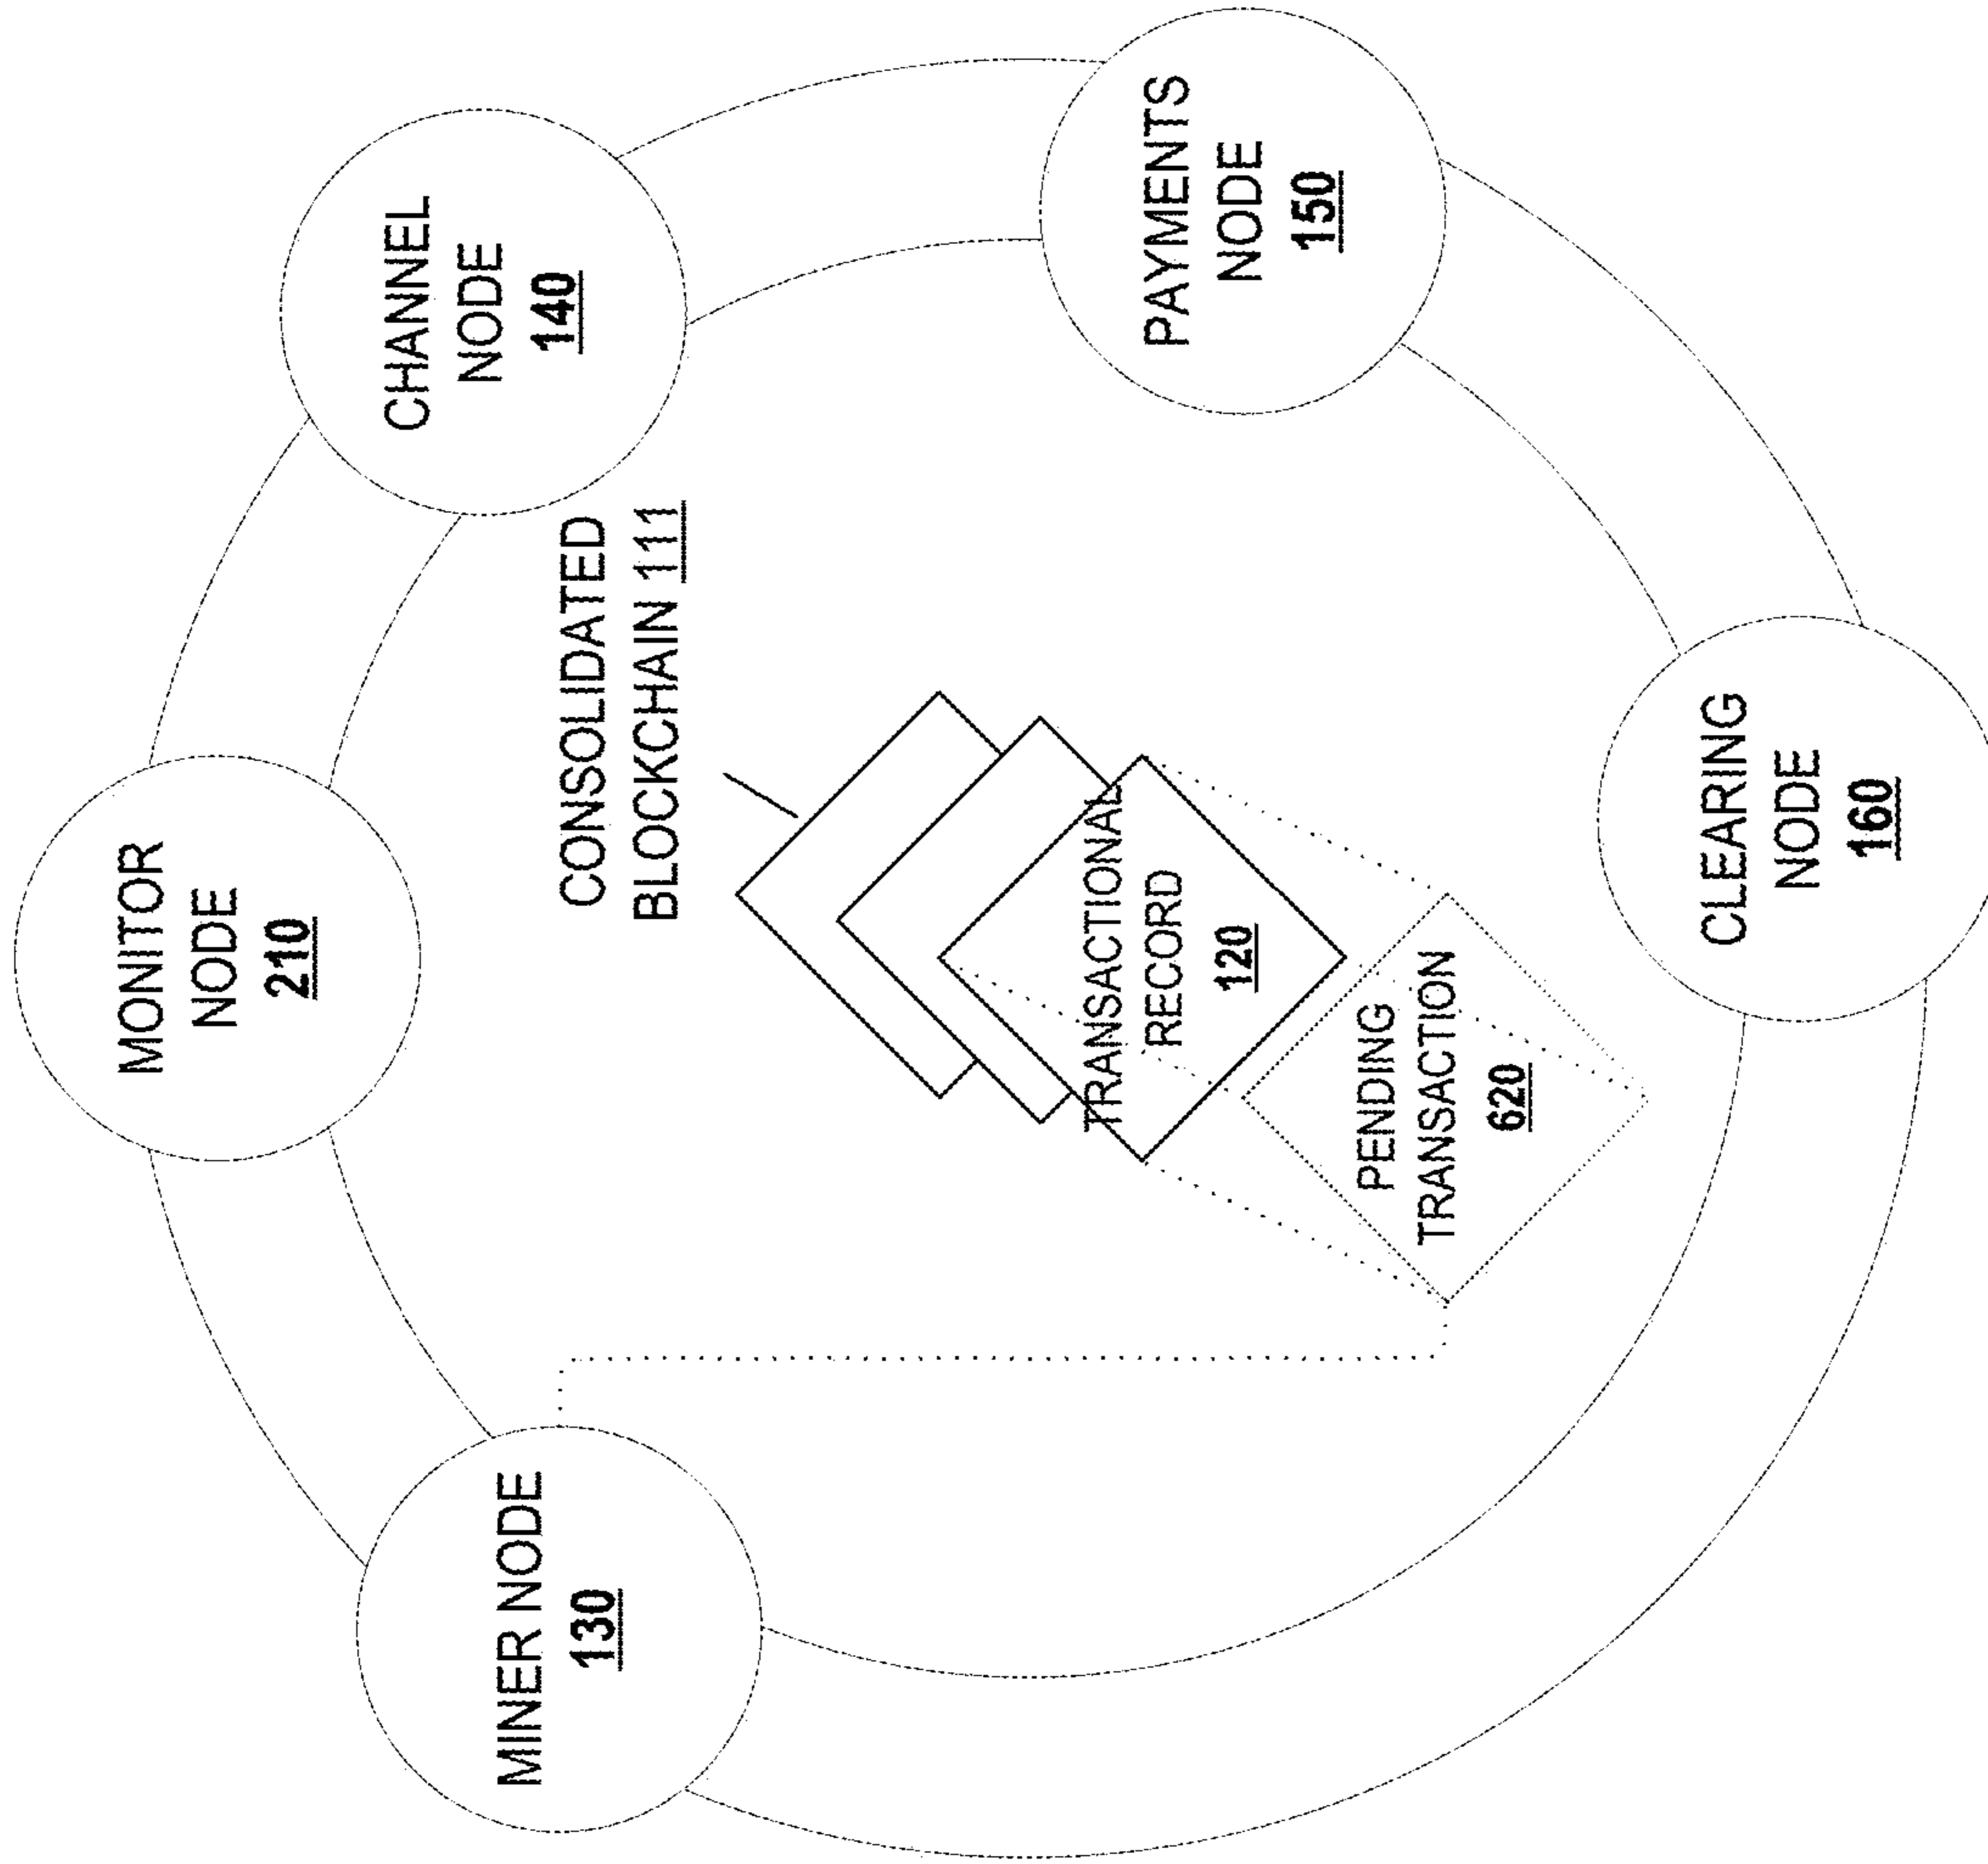 MONITOR
NODE
210
CHANNEL
NODE
140
MINER NODE
130
CONSOLIDATED
BLOCKCHAIN 111
TRANSACTIONAL
RECORD
120
PENDING
TRANSACTION
620
PAYMENTS
NODE
150
CLEARING
NODE
160